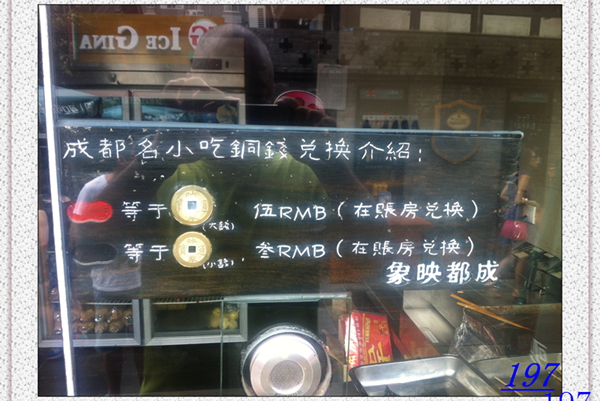 ICE GINA
成都名小吃銅錢兑换介紹：
等于 (大錢) 伍RMB（在賬房兑换）
等于 (小錢), 叁RMB（在賬房兑换）
象映都成
197
197